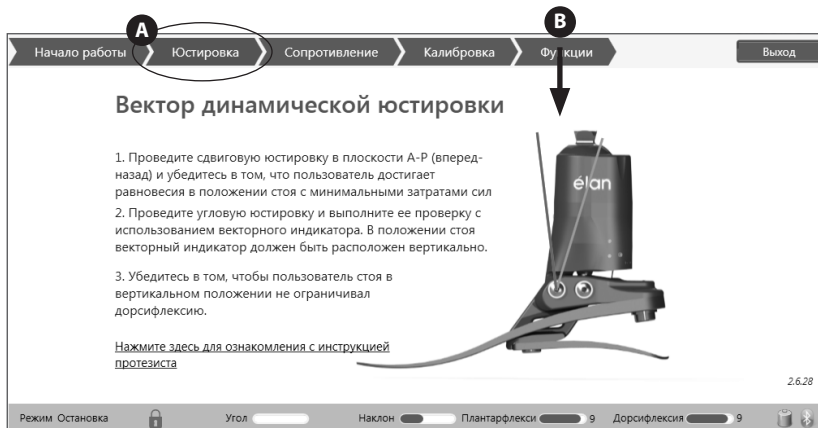 A
B
Начало работы
Юстировка
Сопротивление
Калибровка
Функции
Выход
Вектор динамической юстировки
1. Проведите сдвиговую юстировку в плоскости A-P (вперед-
назад) и убедитесь в том, что пользователь достигает
равновесия в положении стоя с минимальными затратами сил
2. Проведите угловую юстировку и выполните ее проверку с
использованием векторного индикатора. В положении стоя
векторный индикатор должен быть расположен вертикально.
3. Убедитесь в том, чтобы пользователь стоя в
вертикальном положении не ограничивал
дорсифлексию.
Нажмите здесь для ознакомления с инструкцией
протезиста
élan
2.6.28
Режим Остановка
Угол
Наклон
Плантарфлекси
9
Дорсифлексия
9